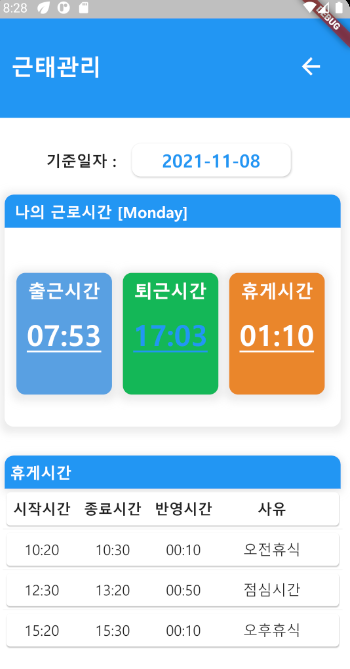 8:28
DEBUG
근태관리
기준일자 : 2021-11-08
나의 근로시간 [Monday]
출근시간 퇴근시간 휴게시간
07:53 17:03 01:10
휴게시간
시작시간 종료시간 반영시간 사유
10:20 10:30 00:10 오전휴식
12:30 13:20 00:50 점심시간
15:20 15:30 00:10 오후휴식